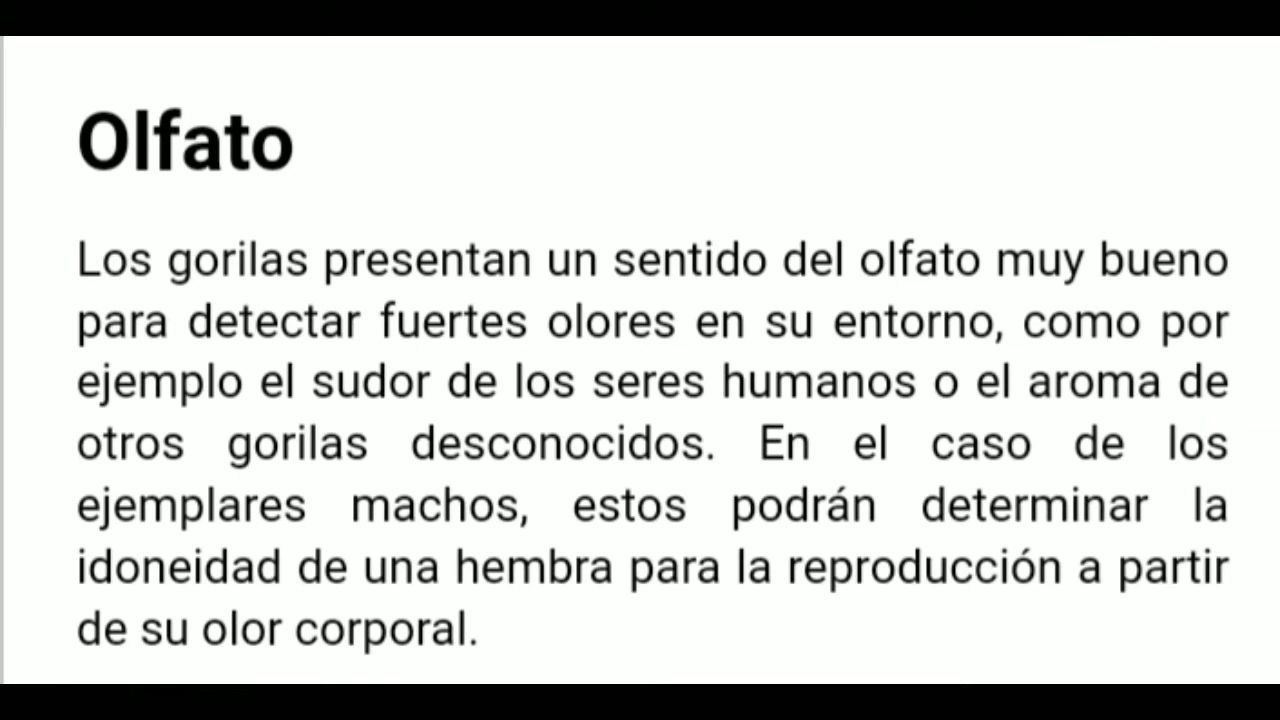 Olfato
Los gorilas presentan un sentido del olfato muy bueno
para detectar fuertes olores en su entorno, como por
ejemplo el sudor de los seres humanos o el aroma de
otros gorilas desconocidos. En el caso de los
ejemplares machos, estos podrán determinar la
idoneidad de una hembra para la reproducción a partir
de su olor corporal.